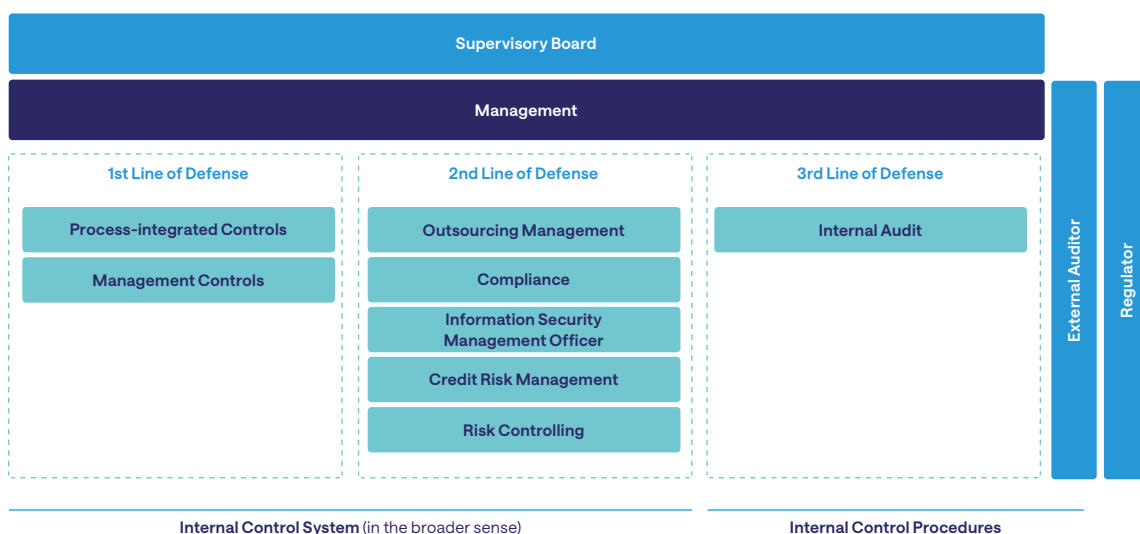 Supervisory Board
Management
1st Line of Defense
Process-integrated Controls
Management Controls
2nd Line of Defense
Outsourcing Management
Compliance
Information Security
Management Officer
Credit Risk Management
Risk Controlling
3rd Line of Defense
Internal Audit
External Auditor
Regulator
Internal Control System (in the broader sense)
Internal Control Procedures